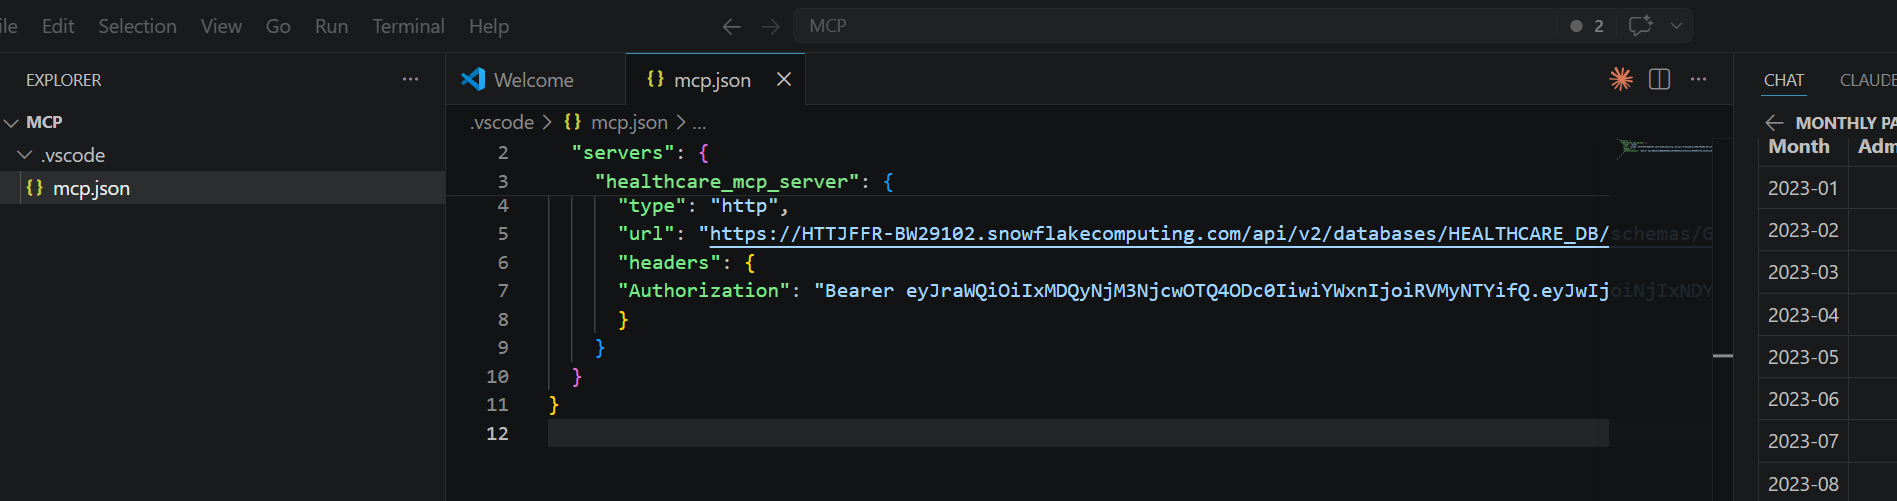 ile Edit Selection View Go Run Terminal Help MCP 2
EXPLORER
MCP
.vscode
mcp.json
Welcome mcp.json
.vscode > {} mcp.json > ...
2 "servers": {
3 "healthcare_mcp_server": {
4 "type": "http",
5 "url": "https://HTTJFFR-BW29102.snowflakecomputing.com/api/v2/databases/HEALTHCARE_DB/schemas/G
6 "headers": {
7 "Authorization": "Bearer eyJraWQiOiIxMDQyNjM3NjcwOTQ4ODc0IiwiYWxnIjoiRVMyNTYifQ.eyJwIjoiNjIxNDY
8 }
9 }
10 }
11 }
12
CHAT CLAUDE
MONTHLY PA
Month Adm
2023-01
2023-02
2023-03
2023-04
2023-05
2023-06
2023-07
2023-08